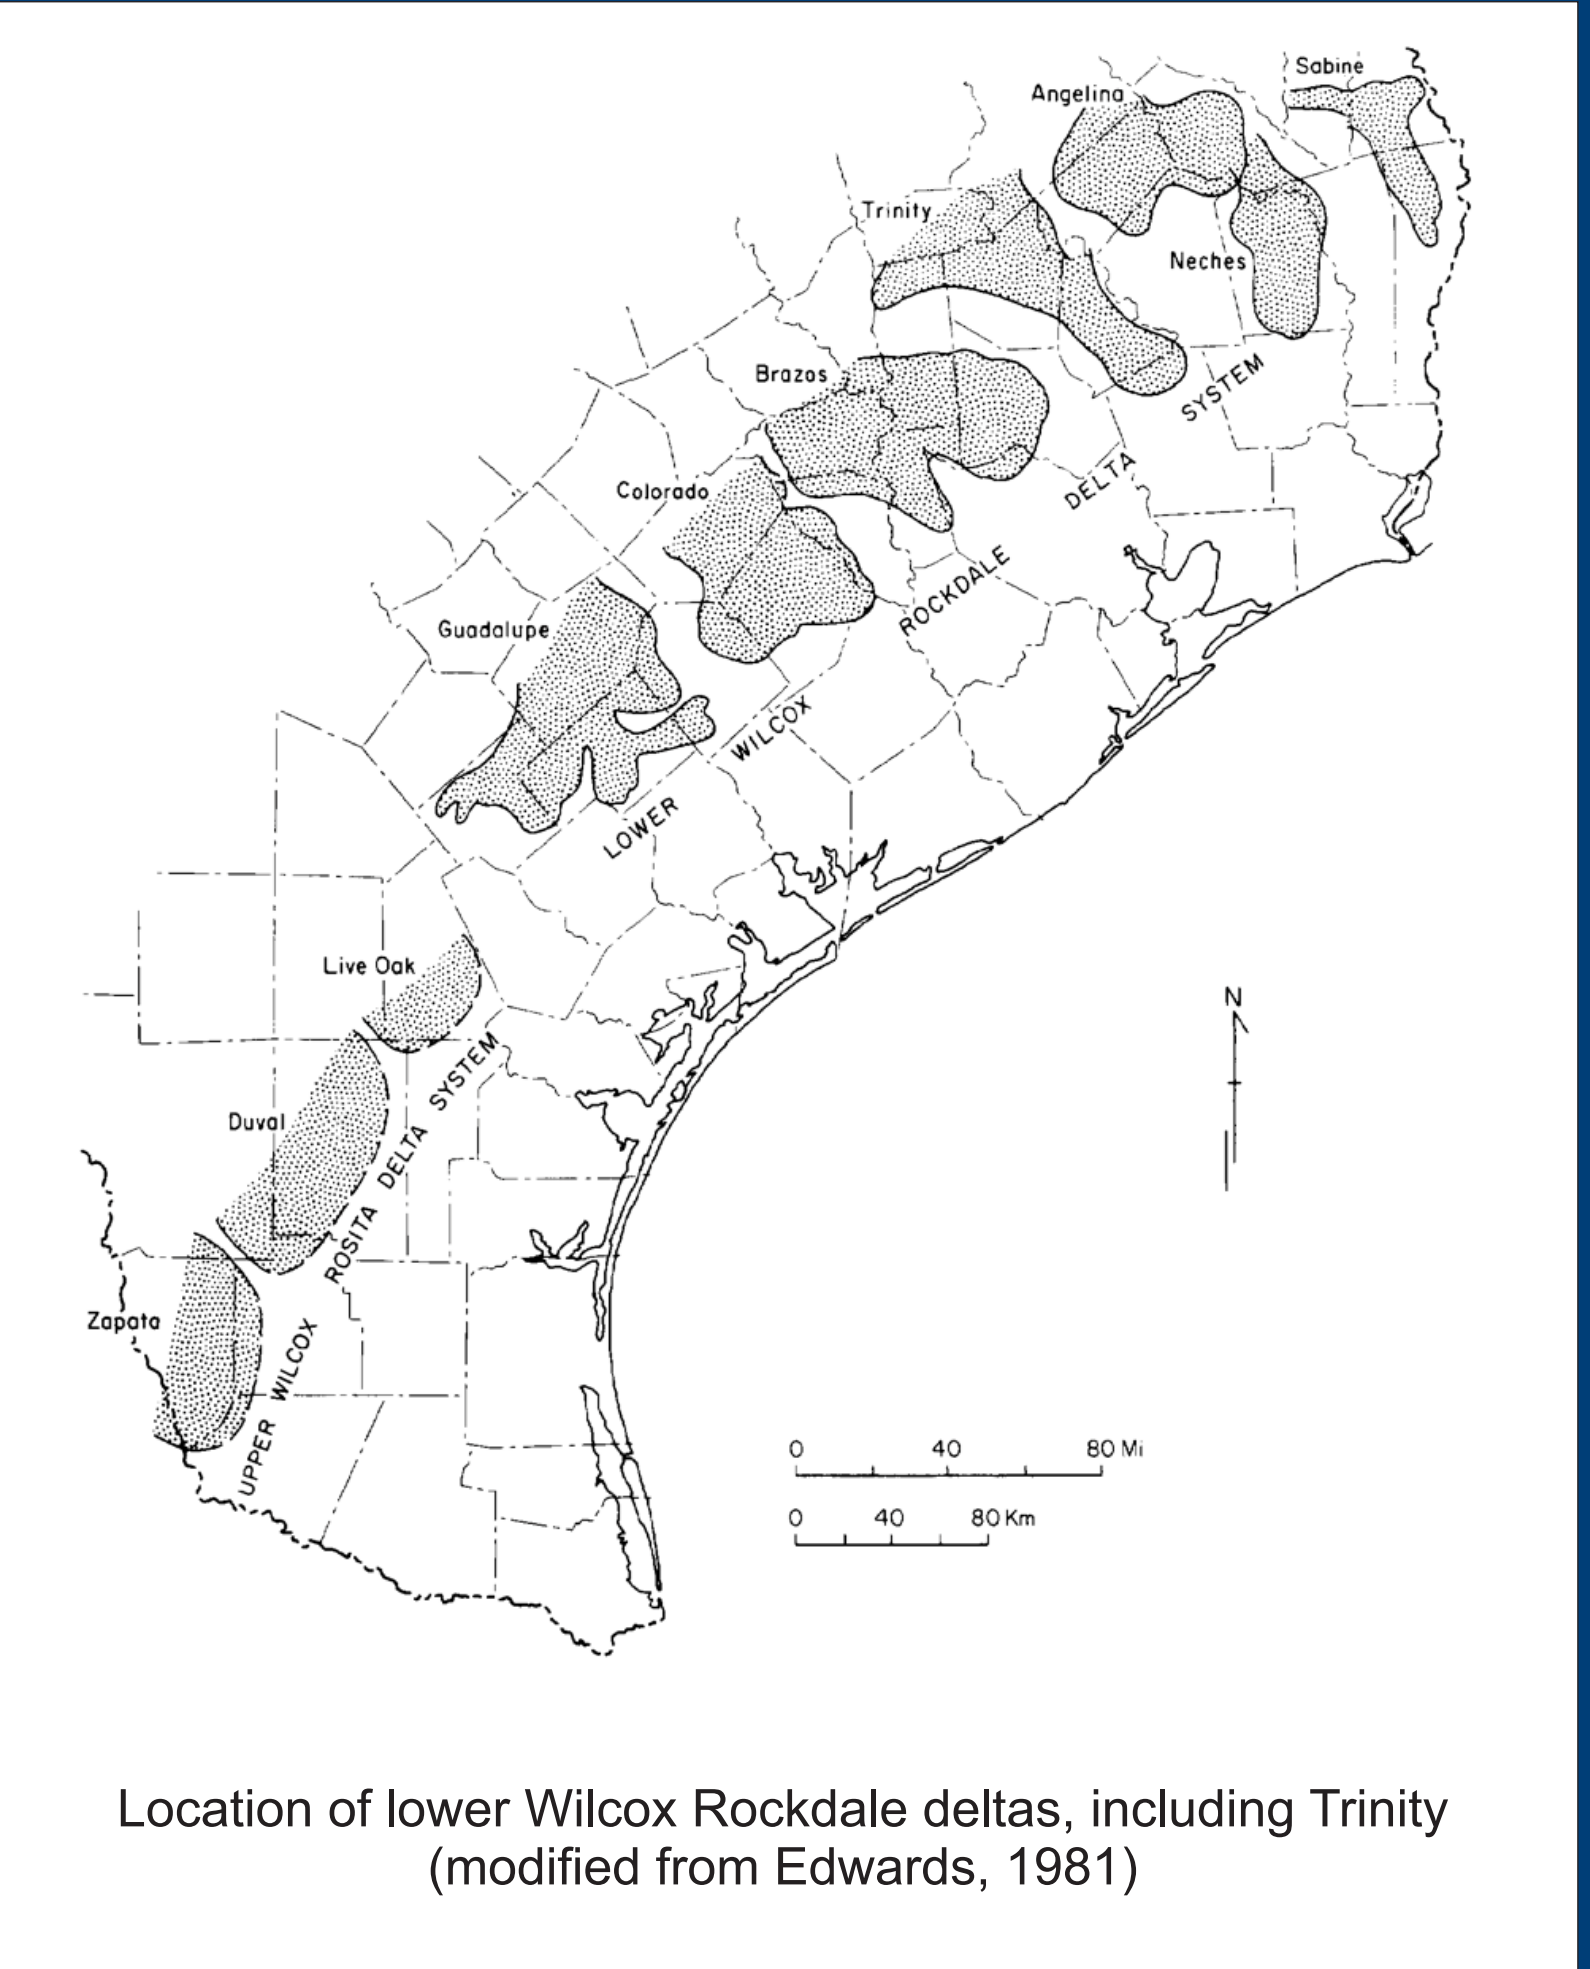 Sabine
Angelina
Trinity
Neches
Brazos
Colorado
Guadalupe
LOWER WILCOX ROCKDALE DELTA SYSTEM
Live Oak
Duval
Zapata
UPPER WILCOX ROSITA DELTA SYSTEM
N
0 40 80 Mi
0 40 80 Km
Location of lower Wilcox Rockdale deltas, including Trinity
(modified from Edwards, 1981)